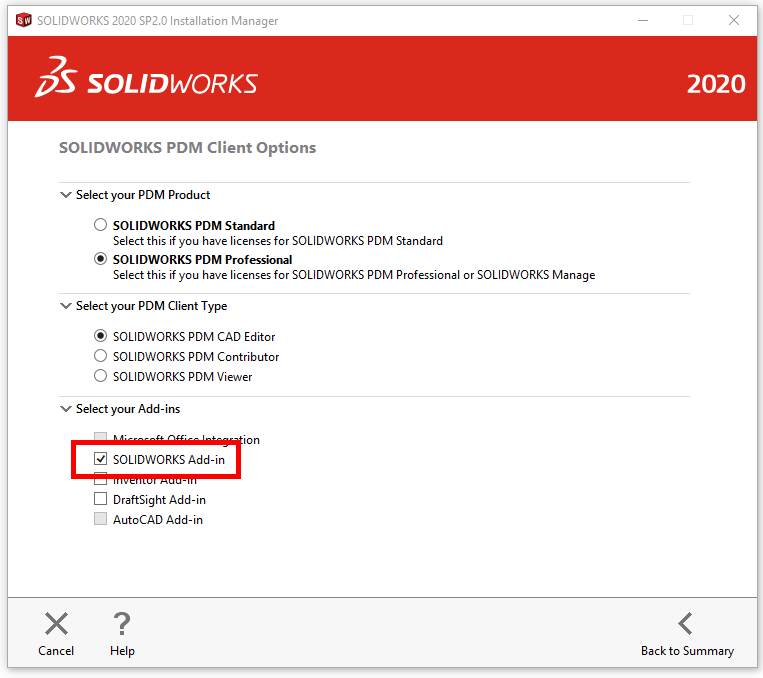 SW SOLIDWORKS 2020 SP2.0 Installation Manager
SOLIDWORKS 2020
SOLIDWORKS PDM Client Options
Select your PDM Product
SOLIDWORKS PDM Standard
Select this if you have licenses for SOLIDWORKS PDM Standard
SOLIDWORKS PDM Professional
Select this if you have licenses for SOLIDWORKS PDM Professional or SOLIDWORKS Manage
Select your PDM Client Type
SOLIDWORKS PDM CAD Editor
SOLIDWORKS PDM Contributor
SOLIDWORKS PDM Viewer
Select your Add-ins
Microsoft Office Integration
SOLIDWORKS Add-in
Inventor Add-in
DraftSight Add-in
AutoCAD Add-in
Cancel Help Back to Summary